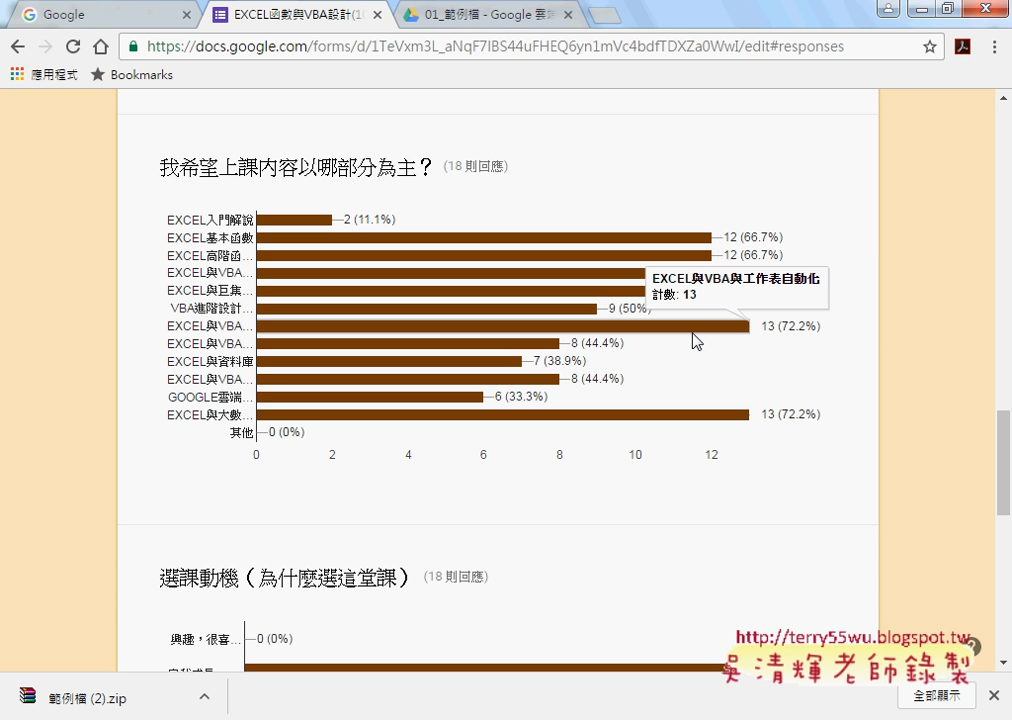 Google
EXCEL函數與VBA設計(1
01_範例檔 - Google 雲端
https://docs.google.com/forms/d/1TeVxm3L_aNqF7IBS44uFHEQ6yn1mVc4bdfTDXZa0WwI/edit#responses
應用程式 Bookmarks
我希望上課內容以哪部分為主? (18 則回應)
EXCEL入門解說 2 (11.1%)
EXCEL基本函數 12 (66.7%)
EXCEL高階函... 12 (66.7%)
EXCEL與VBA...
EXCEL與巨集...
EXCEL與VBA與工作表自動化
計數: 13
VBA進階設計... 9 (50%)
EXCEL與VBA... 13 (72.2%)
EXCEL與VBA... 8 (44.4%)
EXCEL與資料庫 7 (38.9%)
EXCEL與VBA... 8 (44.4%)
GOOGLE雲端... 6 (33.3%)
EXCEL與大數... 13 (72.2%)
其他 0 (0%)
0 2 4 6 8 10 12
選課動機(為什麼選這堂課) (18 則回應)
興趣,很喜... 0 (0%)
http://terry55wu.blogspot.tw
吳清輝老師錄製
範例檔 (2).zip
全部顯示